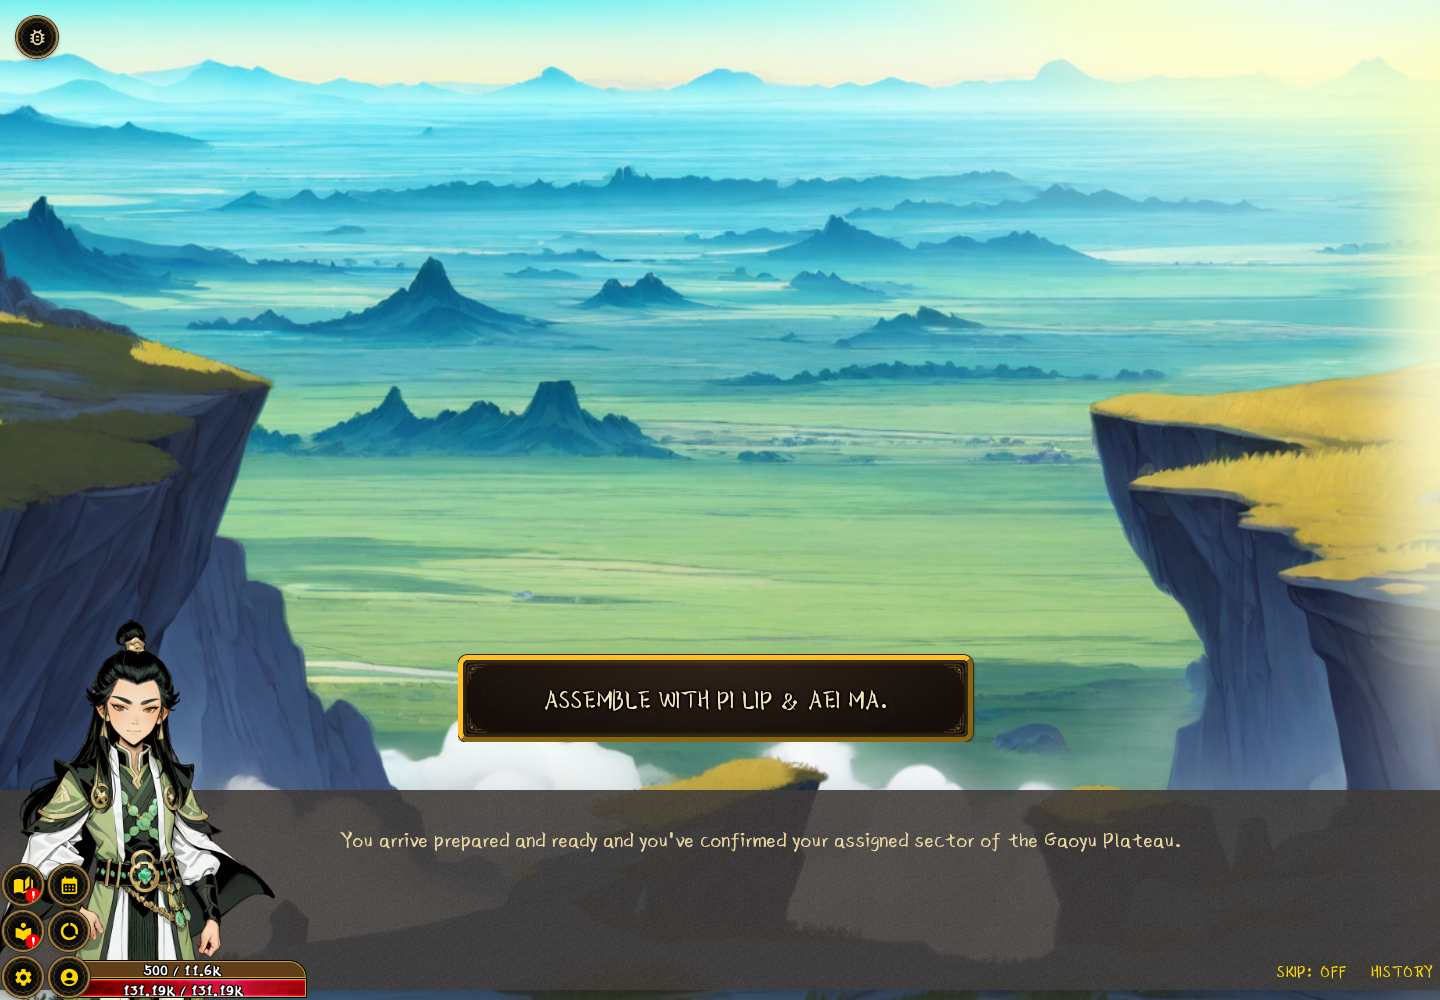 ASSEMBLE WITH PI LIP & AEI MA.
You arrive prepared and ready and you've confirmed your assigned sector of the Gaoyu Plateau.
500 / 11.6K
131.19K / 131.19K
SKIP: OFF HISTORY